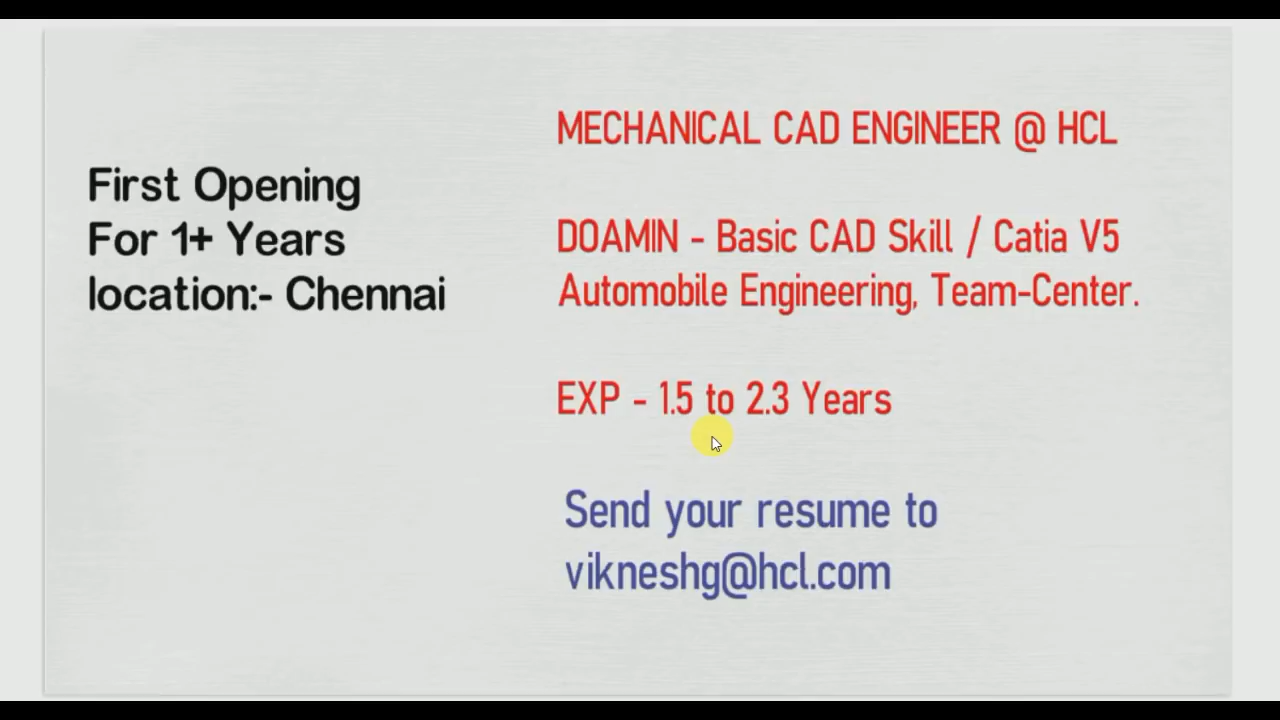 First Opening
For 1+ Years
location:- Chennai
MECHANICAL CAD ENGINEER @ HCL
DOAMIN - Basic CAD Skill / Catia V5
Automobile Engineering, Team-Center.
EXP - 1.5 to 2.3 Years
Send your resume to
vikneshg@hcl.com